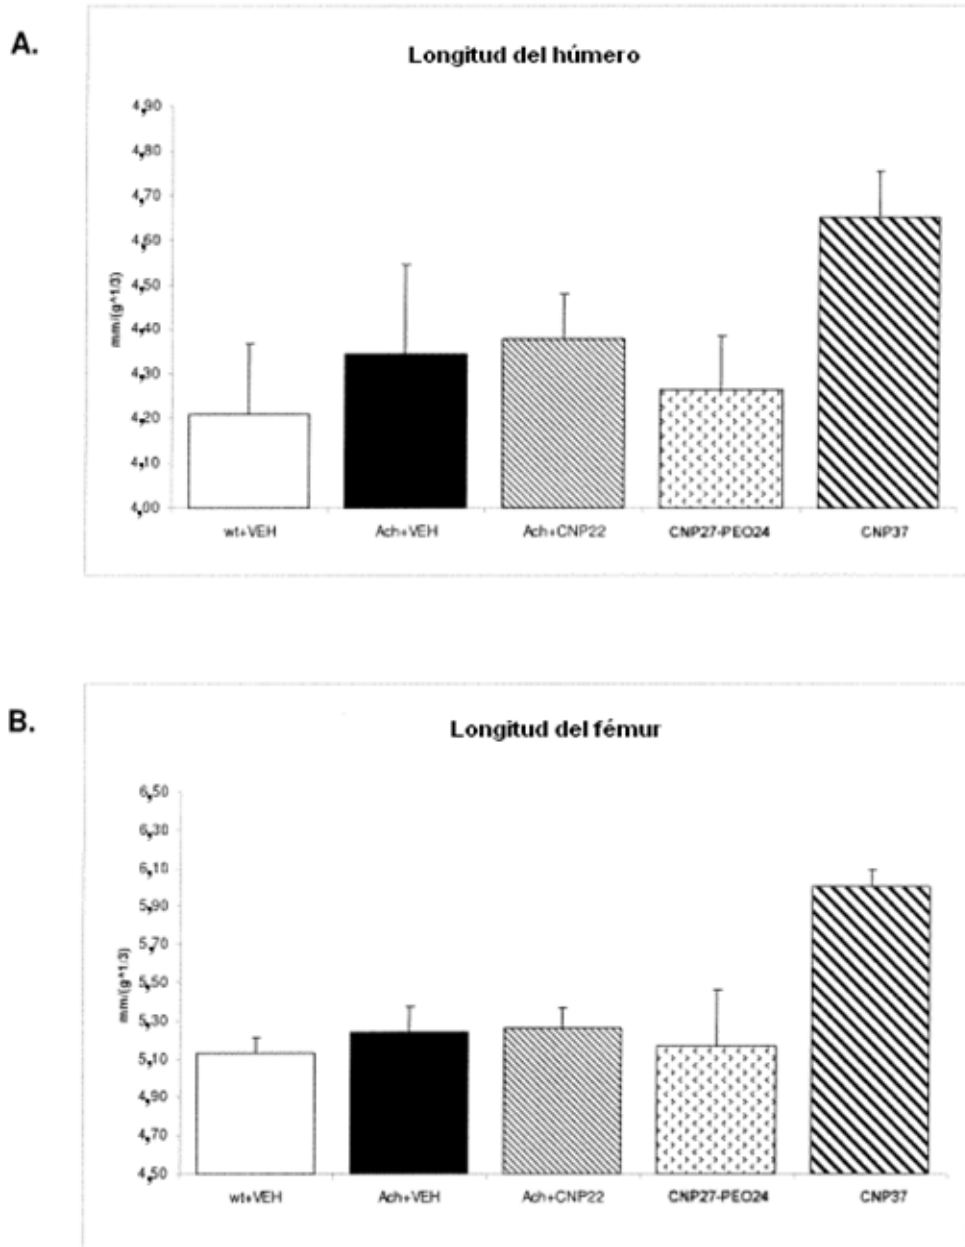 A.
Longitud del húmero
4,90
4,80
4,70
4,60
4,50
4,40
4,30
4,20
4,10
4,00
mm/(g^1/3)
wt+VEH Ach+VEH Ach+CNP22 CNP27-PEO24 CNP37
B.
Longitud del fémur
6,50
6,30
6,10
5,90
5,70
5,50
5,30
5,10
4,90
4,70
4,50
mm/(g^1/3)
wt+VEH Ach+VEH Ach+CNP22 CNP27-PEO24 CNP37